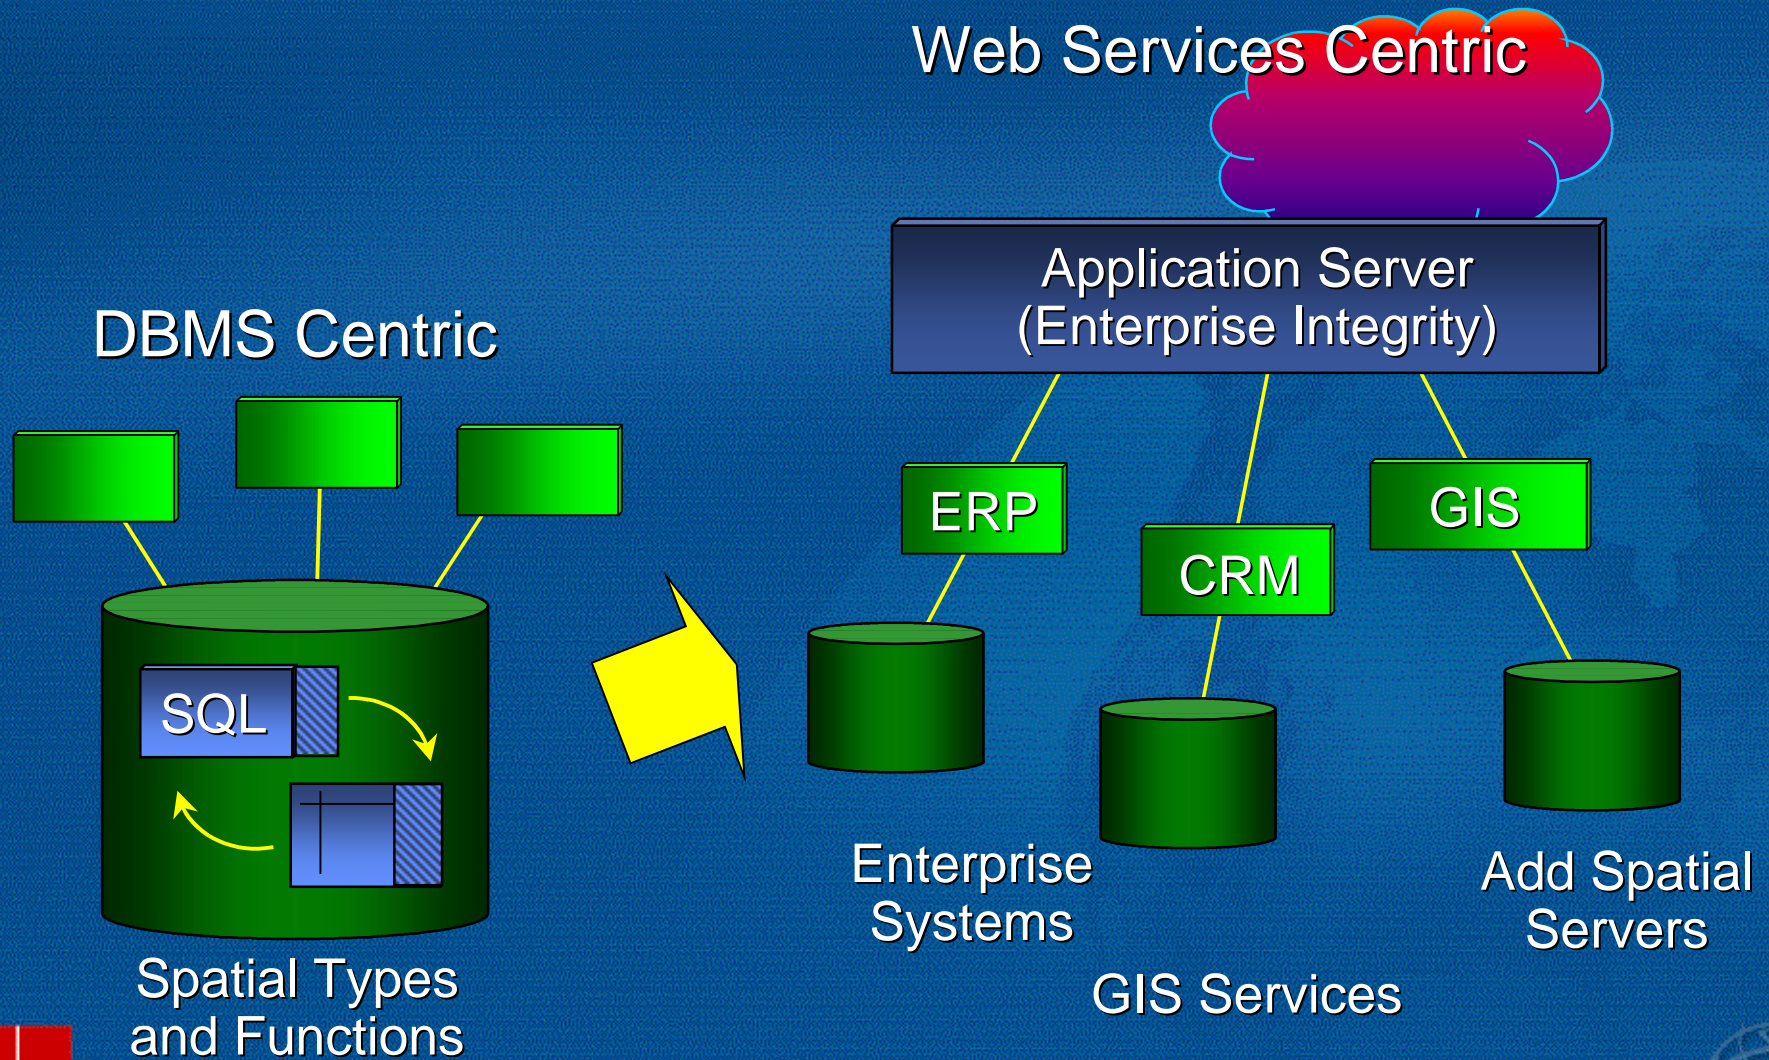 Web Services Centric
Application Server
(Enterprise Integrity)
DBMS Centric
ERP
GIS
CRM
SQL
Enterprise
Systems
Add Spatial
Servers
GIS Services
Spatial Types
and Functions